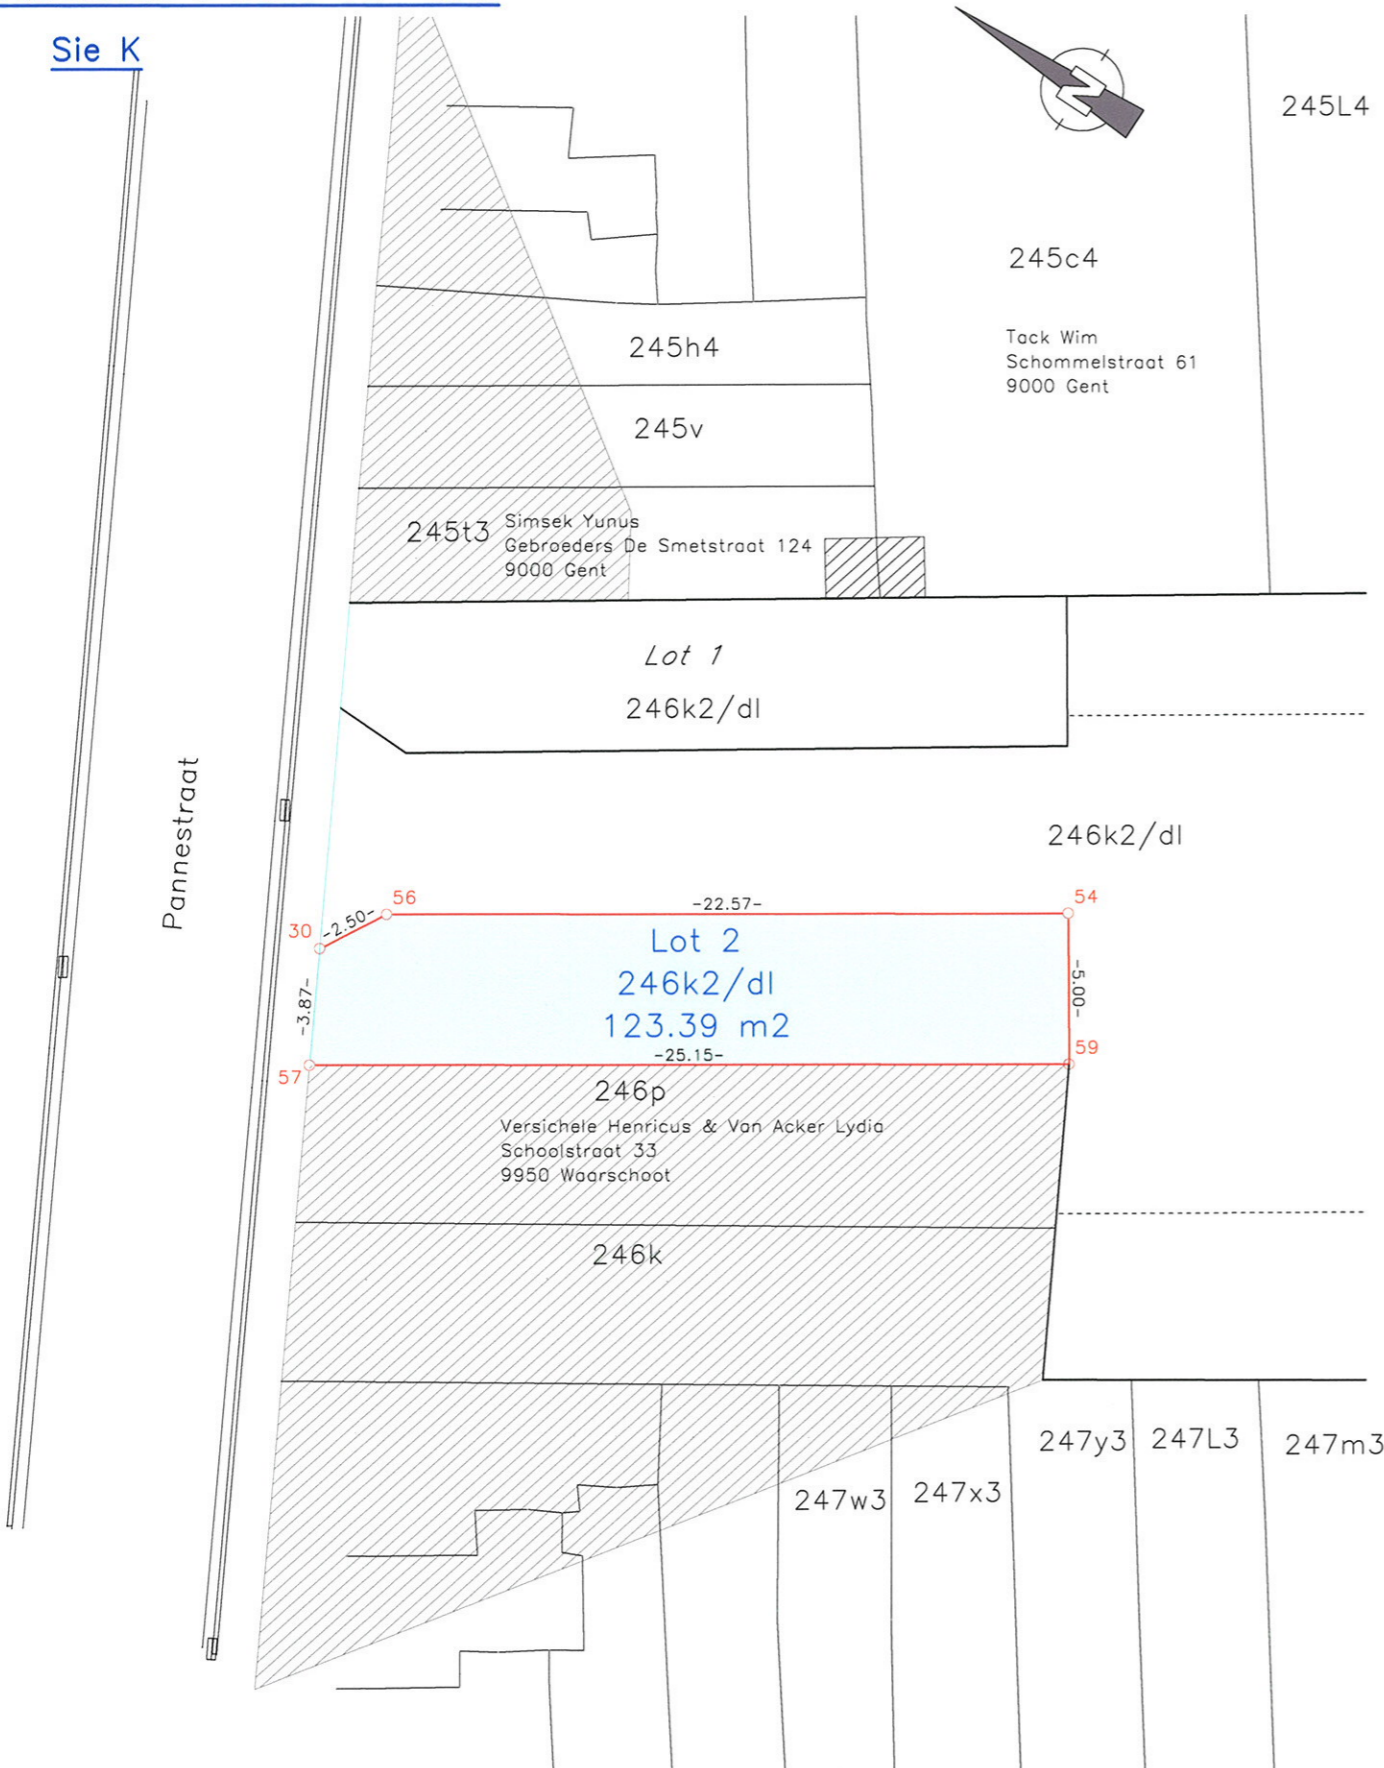 Sie K
N
245L4
245c4
Tack Wim
Schommelstraat 61
9000 Gent
245h4
245v
245t3
Simsek Yunus
Gebroeders De Smetstraat 124
9000 Gent
Lot 1
246k2/dl
Pannestraat
246k2/dl
56
-22.57-
54
30
-2.50-
Lot 2
246k2/dl
123.39 m2
-3.87-
-5.00-
-25.15-
59
57
246p
Versichele Henricus & Van Acker Lydia
Schoolstraat 33
9950 Waarschoot
246k
247y3
247L3
247m3
247w3
247x3